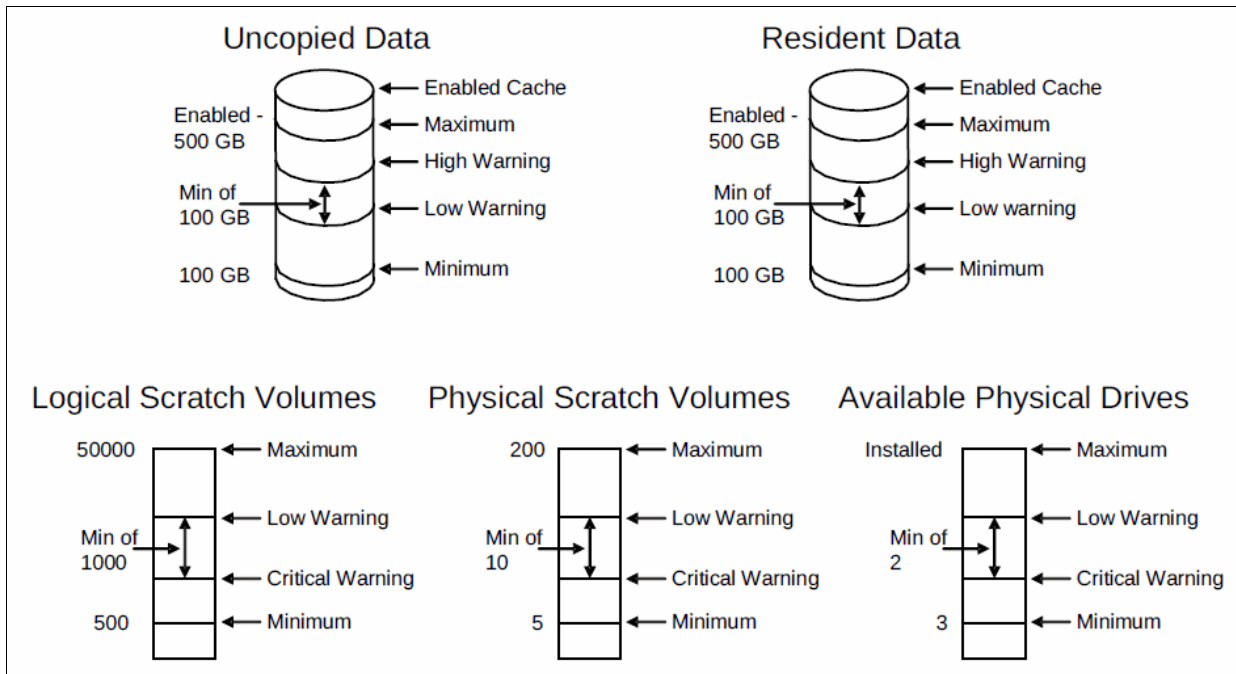 Uncopied Data
Enabled Cache
Enabled -
500 GB
Maximum
High Warning
Min of
100 GB
Low Warning
100 GB
Minimum
Resident Data
Enabled Cache
Enabled -
500 GB
Maximum
High Warning
Min of
100 GB
Low warning
100 GB
Minimum
Logical Scratch Volumes
50000
Maximum
Low Warning
Min of
1000
Critical Warning
500
Minimum
Physical Scratch Volumes
200
Maximum
Low Warning
Min of
10
Critical Warning
5
Minimum
Available Physical Drives
Installed
Maximum
Low Warning
Min of
2
Critical Warning
3
Minimum